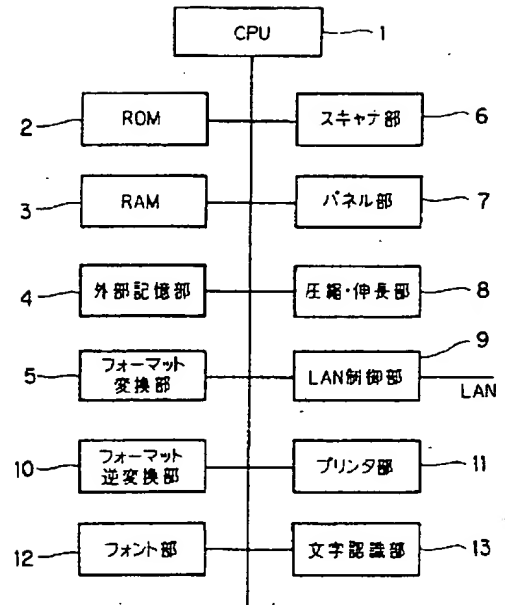 CPU 1
2 ROM スキャナ部 6
3 RAM パネル部 7
4 外部記憶部 圧縮・伸長部 8
5 フォーマット
変換部 LAN制御部 9
LAN
10 フォーマット
逆変換部 プリンタ部 11
12 フォント部 文字認識部 13